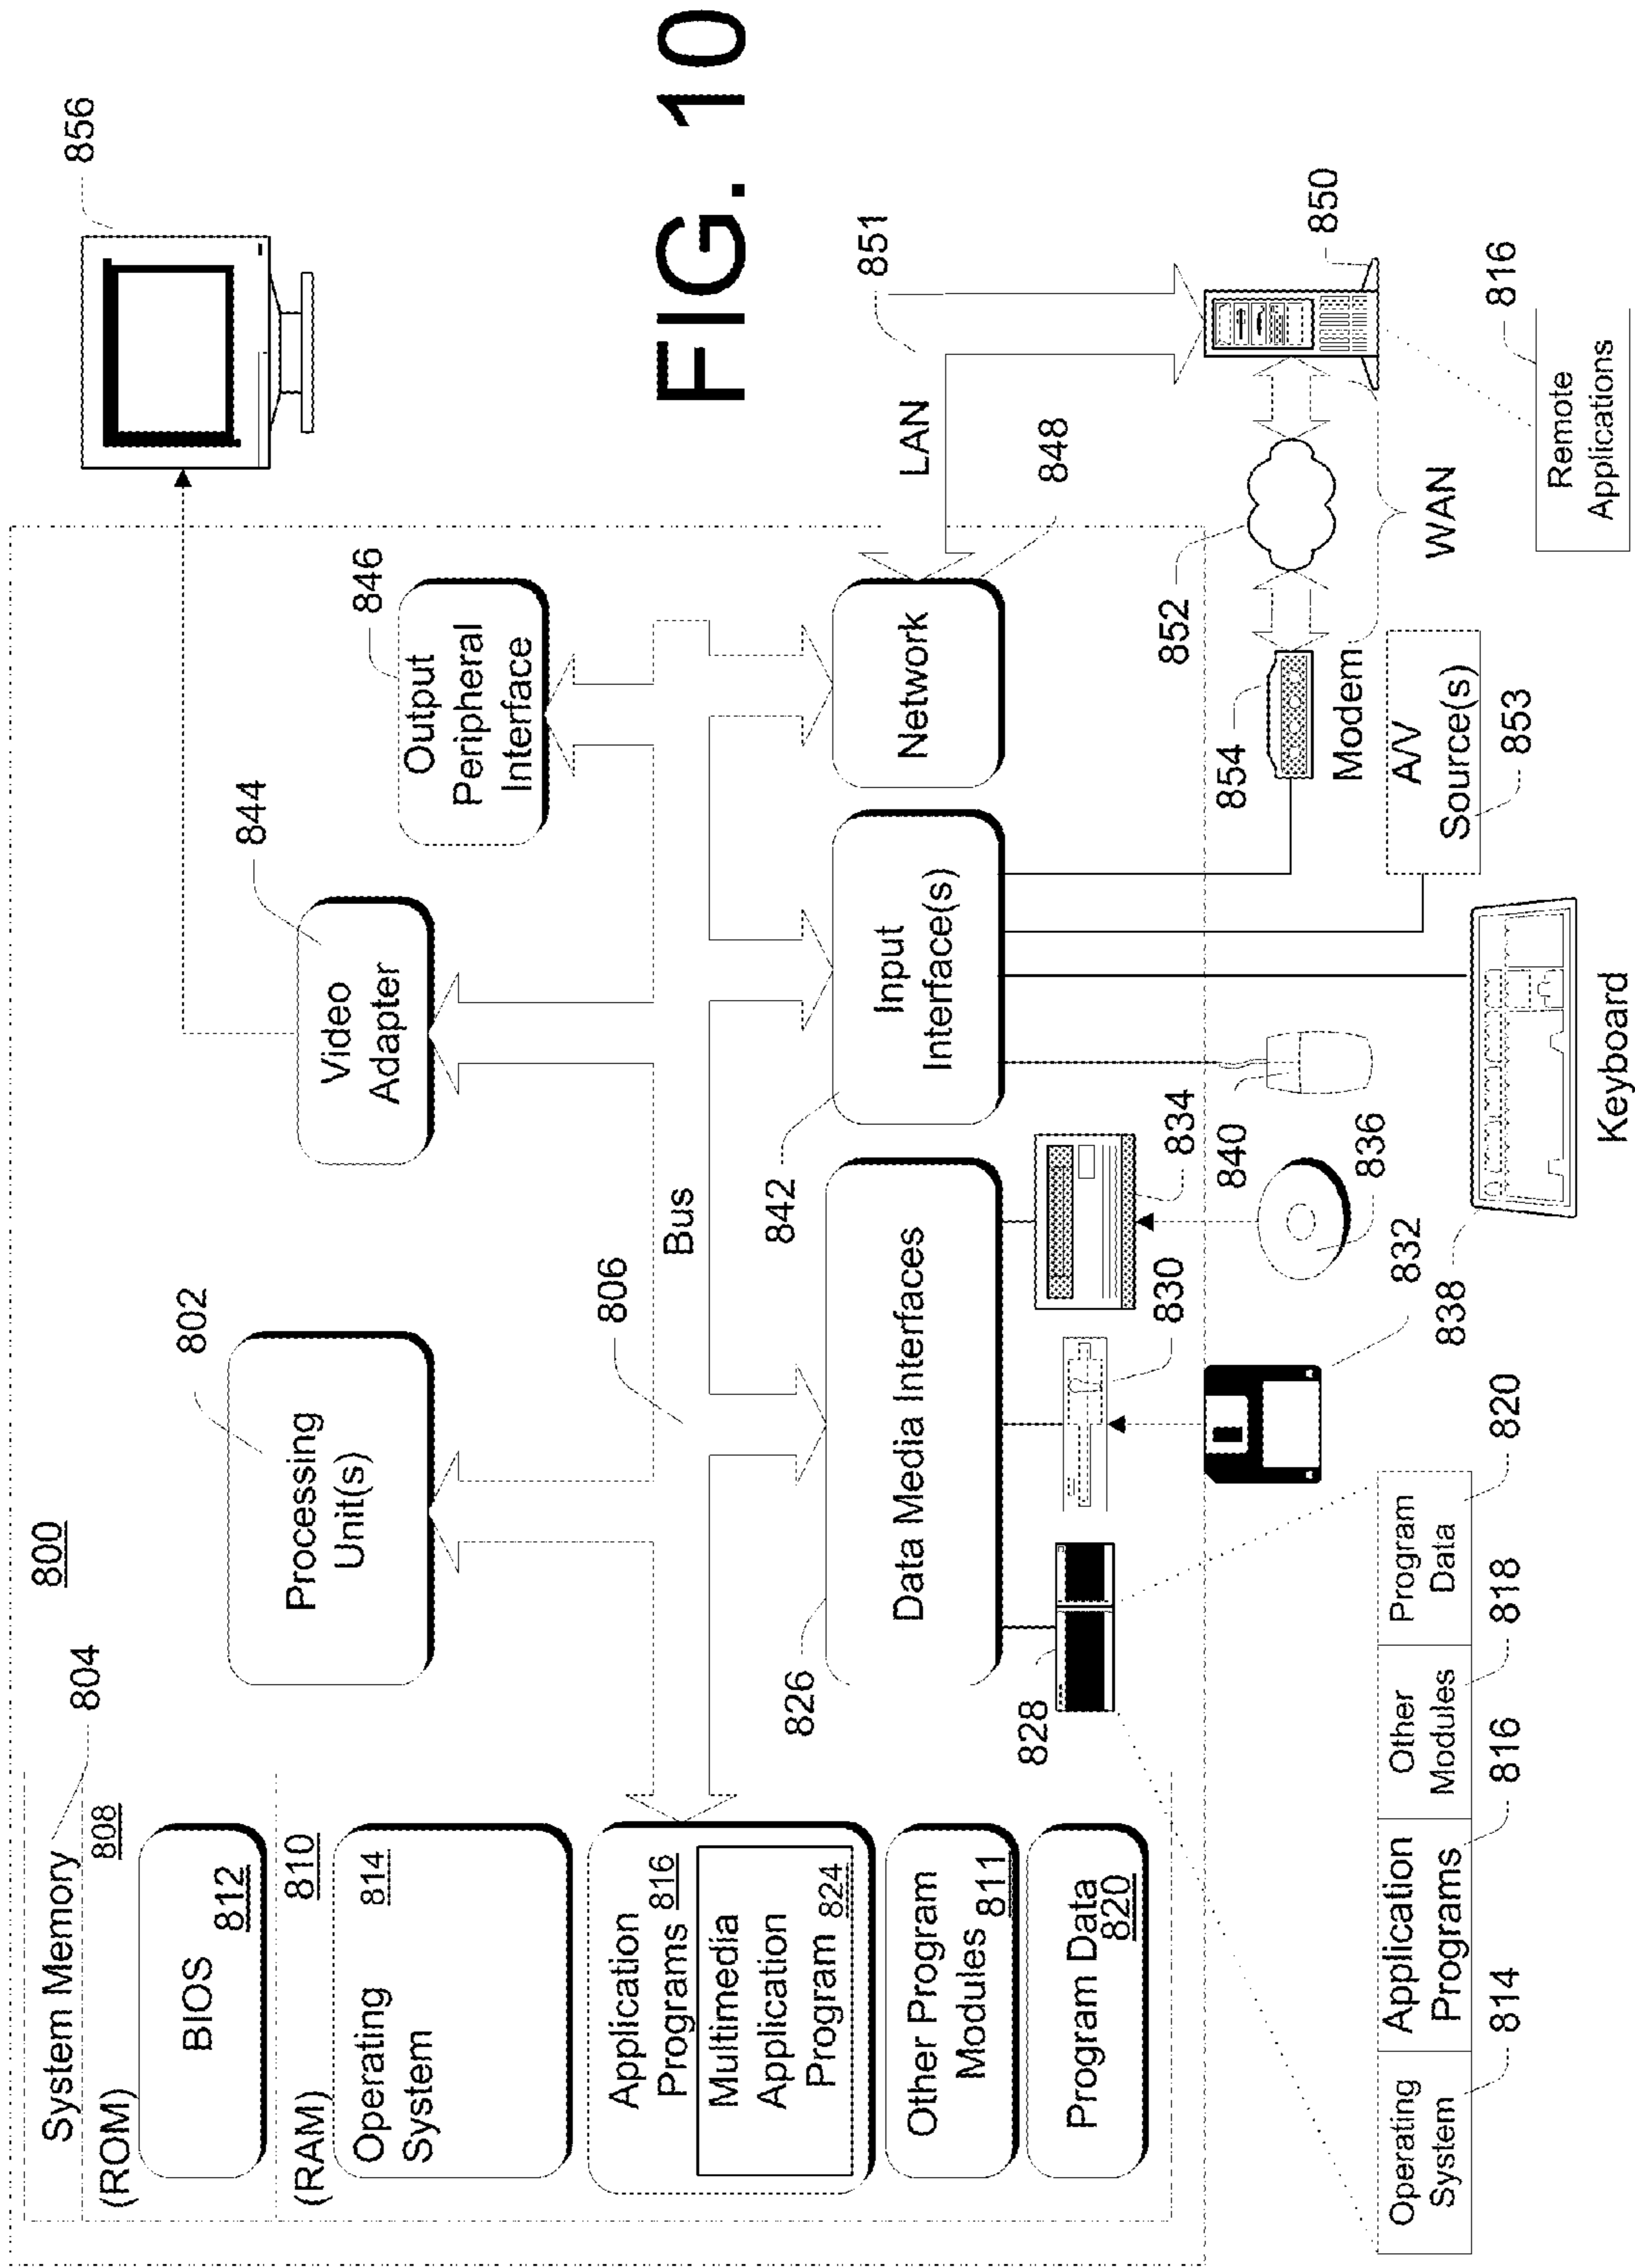 800
System Memory
804
(ROM)
808
BIOS
812
(RAM)
810
Operating
System
814
Application
Programs
816
Multimedia
Application
Program
824
Other Program
Modules
811
Program Data
820
Processing
Unit(s)
802
806
Bus
Video
Adapter
844
Output
Peripheral
Interface
846
856
FIG. 10
826
Data Media Interfaces
842
Input
Interface(s)
Network
848
LAN
851
828
830
834
832
836
840
838
Keyboard
854
Modem
852
WAN
A/V
Source(s)
853
850
Remote
Applications
816
Operating
System
814
Application
Programs
816
Other
Modules
818
Program
Data
820